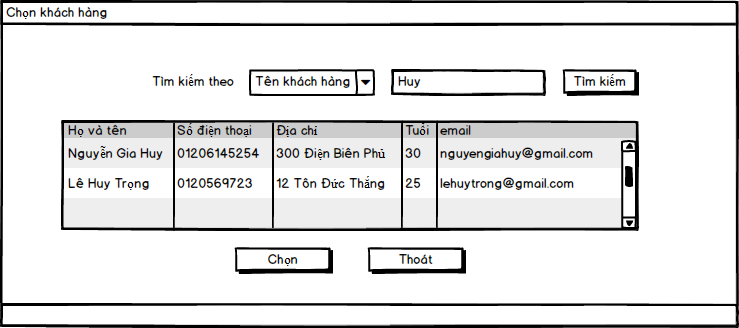 Chọn khách hàng
Tìm kiếm theo Tên khách hàng Huy Tìm kiếm
Họ và tên Số điện thoại Địa chỉ Tuổi email
Nguyễn Gia Huy 01206145254 300 Điện Biên Phủ 30 nguyengiahuy@gmail.com
Lê Huy Trọng 0120569723 12 Tôn Đức Thắng 25 lehuytrong@gmail.com
Chọn Thoát